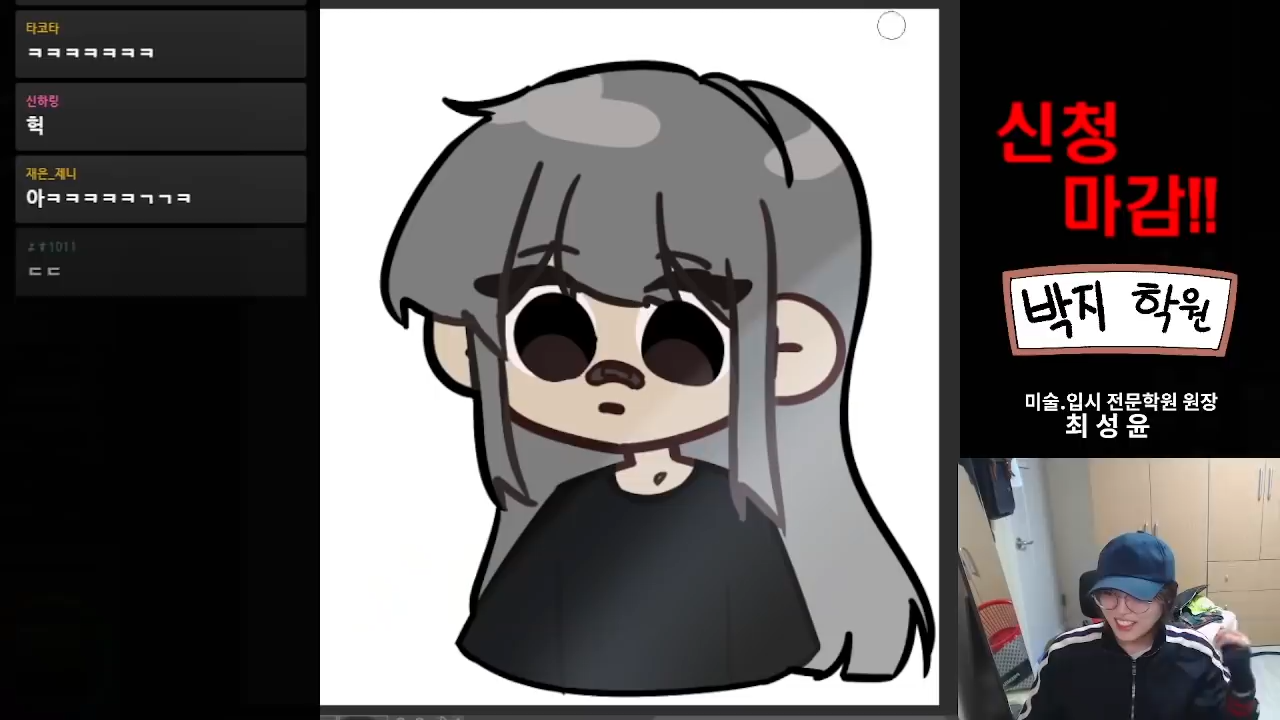 타코타
ㅋㅋㅋㅋㅋㅋㅋ
신하링
헉
재은_제니
아ㅋㅋㅋㅋㅋㄱㄱㅋ
ㄷㄷ
신청
마감!!
박지 학원
미술.입시 전문학원 원장
최성윤